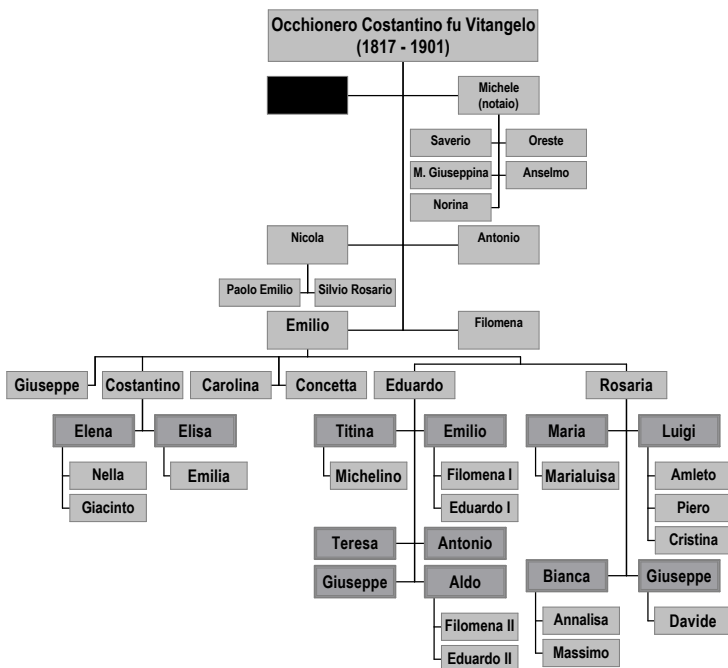 Occhionero Costantino fu Vitangelo
(1817 - 1901)
Michele
(notaio)
Saverio
Oreste
M. Giuseppina
Anselmo
Norina
Nicola
Antonio
Paolo Emilio
Silvio Rosario
Emilio
Filomena
Giuseppe
Costantino
Carolina
Concetta
Eduardo
Rosaria
Elena
Elisa
Titina
Emilio
Maria
Luigi
Nella
Emilia
Michelino
Filomena I
Marialuisa
Amleto
Giacinto
Eduardo I
Piero
Cristina
Teresa
Antonio
Giuseppe
Aldo
Bianca
Giuseppe
Filomena II
Annalisa
Davide
Eduardo II
Massimo